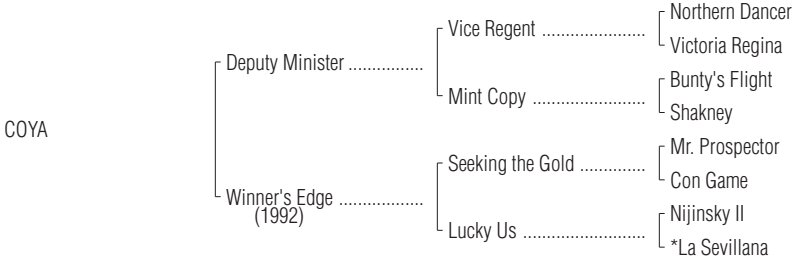 Northern Dancer
Vice Regent ......................
Victoria Regina
Deputy Minister ................
Bunty's Flight
Mint Copy ........................
Shakney
COYA
Mr. Prospector
Seeking the Gold ..............
Con Game
Winner's Edge ..................
(1992)
Nijinsky II
Lucky Us ..........................
*La Sevillana